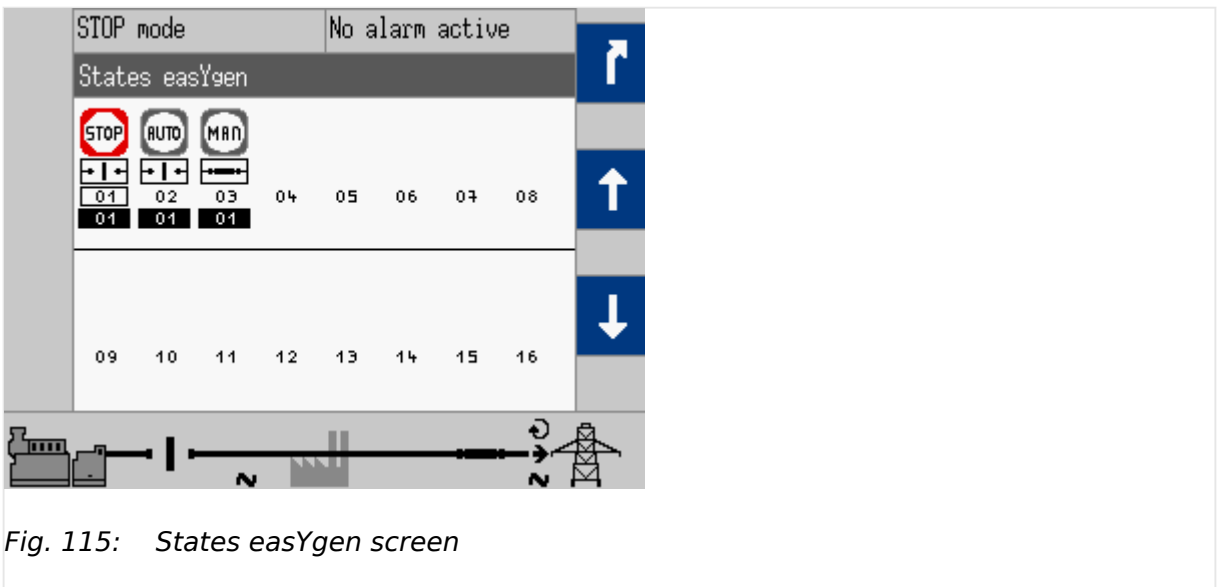 STOP mode No alarm active
States easYgen
STOP AUTO MAN
01 02 03 04 05 06 07 08
01 01 01
09 10 11 12 13 14 15 16
Fig. 115: States easYgen screen